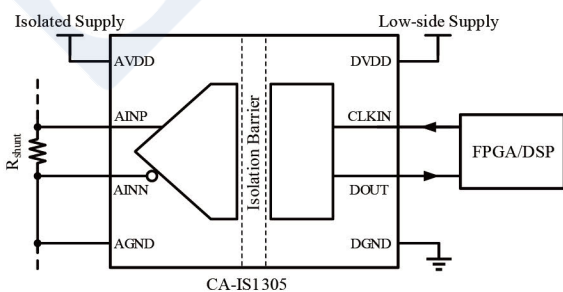 Isolated Supply
Low-side Supply
AVDD
DVDD
AINP
CLKIN
Rshunt
Isolation Barrier
FPGA/DSP
AINN
DOUT
AGND
DGND
CA-IS1305